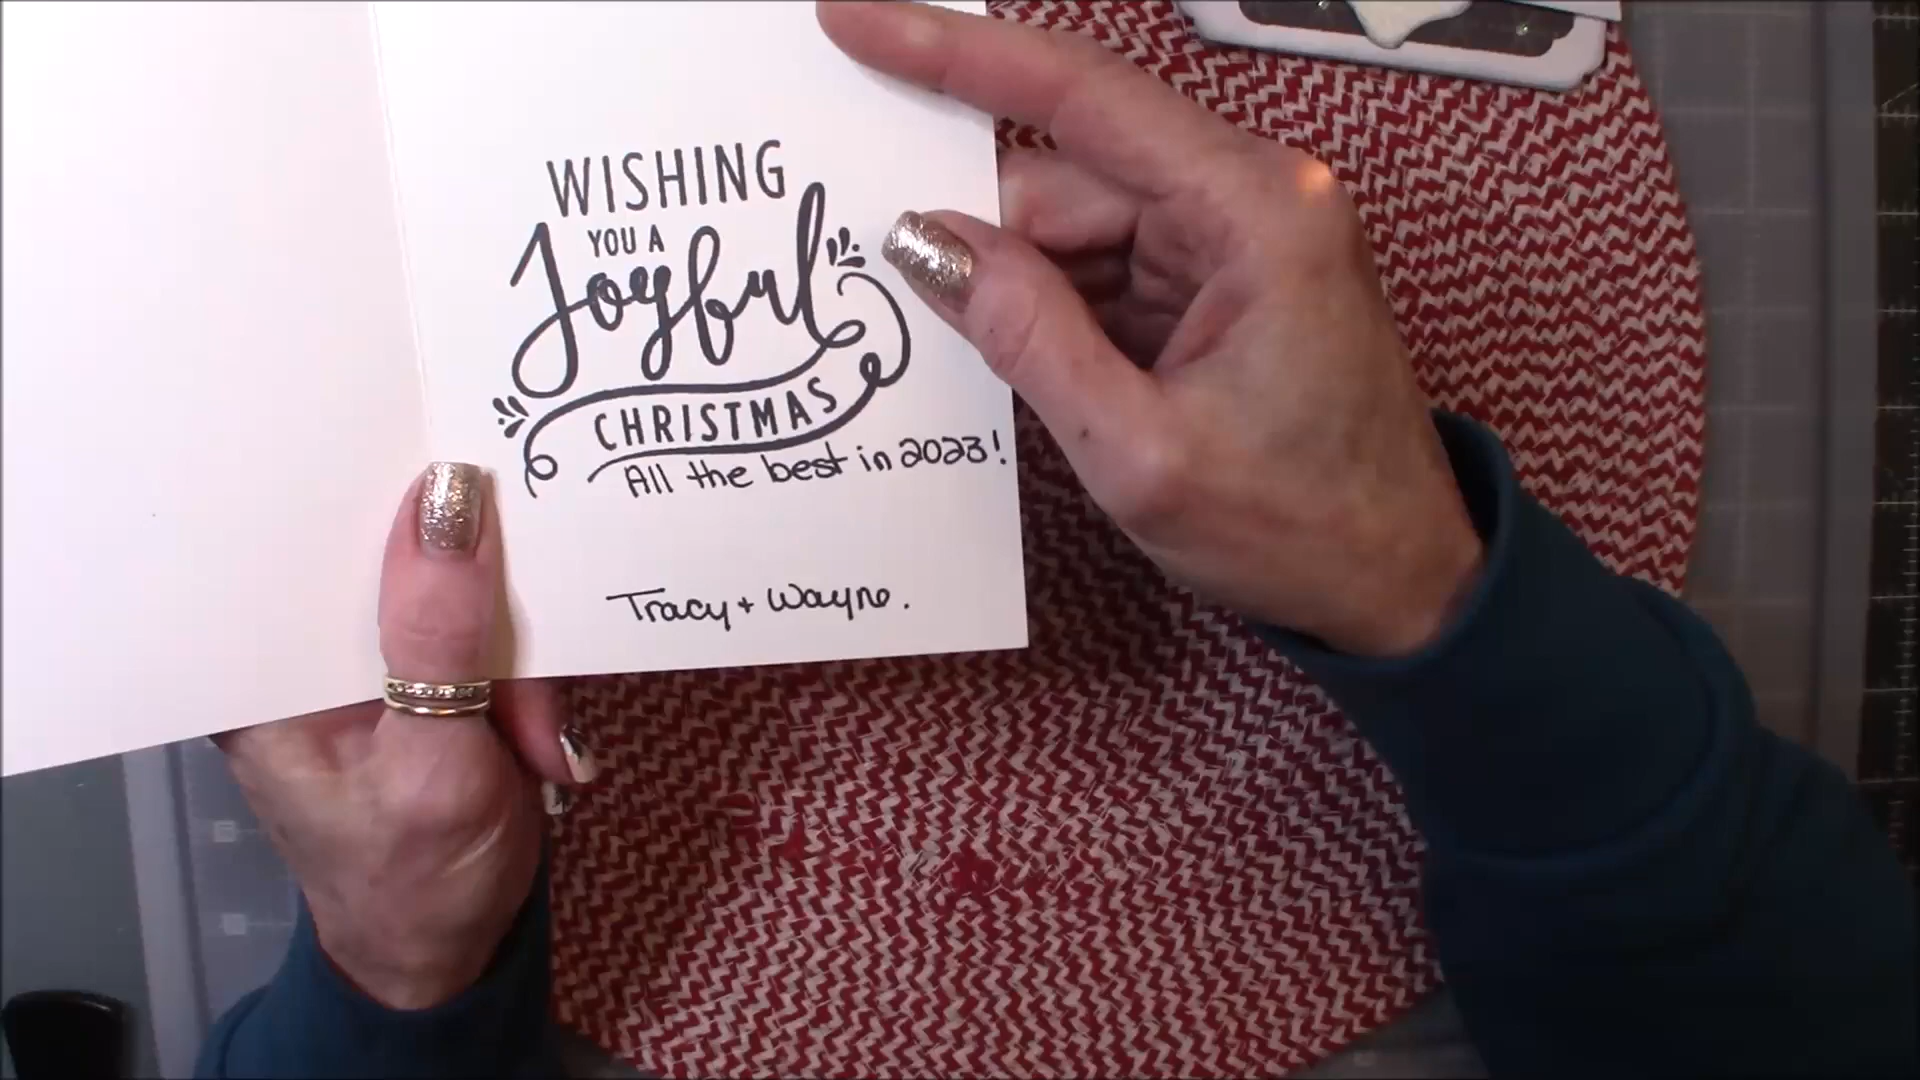 WISHING
YOU A
Joyful
CHRISTMAS
All the best in 2023!
Tracy + Wayne.